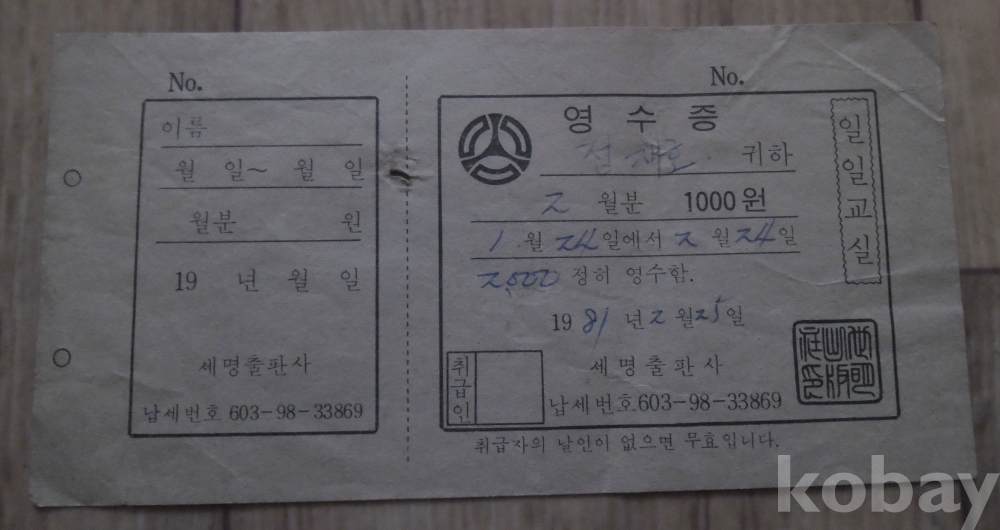 No.
이름
월 일~ 월 일
월분 원
19 년 월 일
세명출판사
납세번호 603-98-33869
No.
영수증
귀하
2 월분 1000원
1 월 24일에서 2 월 24일
2000 정히 영수함.
19 81 년 2 월 25일
취급인
세명출판사
납세번호.603-98-33869
취급자의 날인이 없으면 무효입니다.
일일교실
kobay